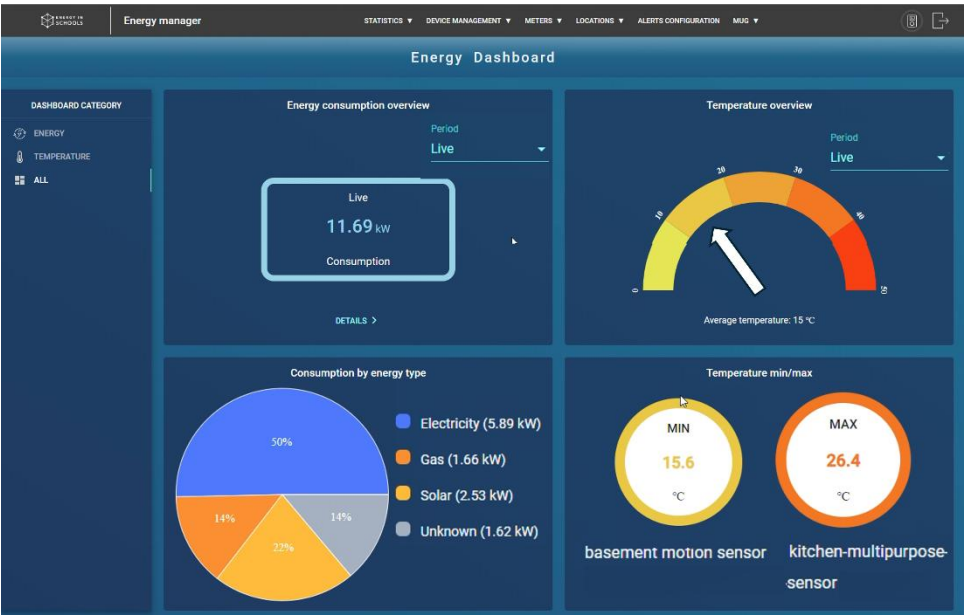 ENERGY IN
SCHOOLS
Energy manager
STATISTICS ▼ DEVICE MANAGEMENT ▼ METERS ▼ LOCATIONS ▼ ALERTS CONFIGURATION MUG ▼
Energy Dashboard
DASHBOARD CATEGORY
ENERGY
TEMPERATURE
ALL
Energy consumption overview
Period
Live
Live
11.69 kW
Consumption
DETAILS >
Temperature overview
Period
Live
0
10
20
30
40
50
Average temperature: 15 °C
Consumption by energy type
50%
14%
22%
14%
Electricity (5.89 kW)
Gas (1.66 kW)
Solar (2.53 kW)
Unknown (1.62 kW)
Temperature min/max
MIN
15.6
°C
basement motion sensor
MAX
26.4
°C
kitchen-multipurpose-
sensor